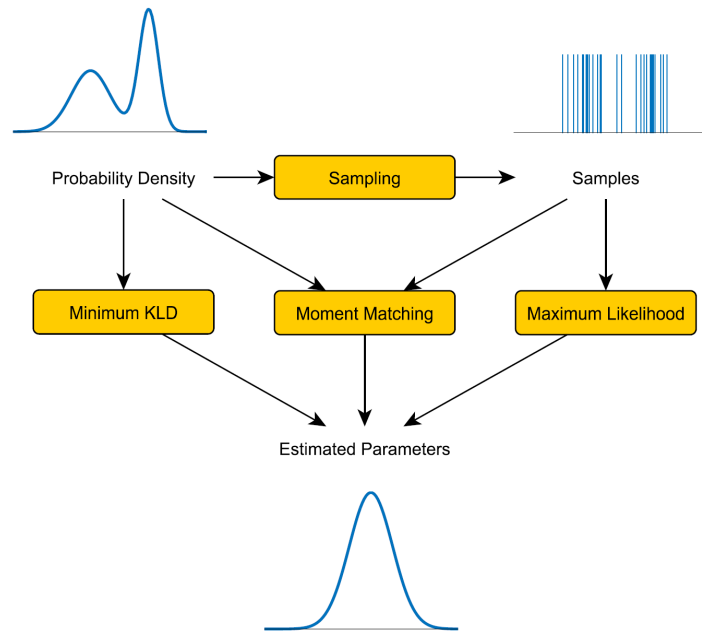 Probability Density
Sampling
Samples
Minimum KLD
Moment Matching
Maximum Likelihood
Estimated Parameters